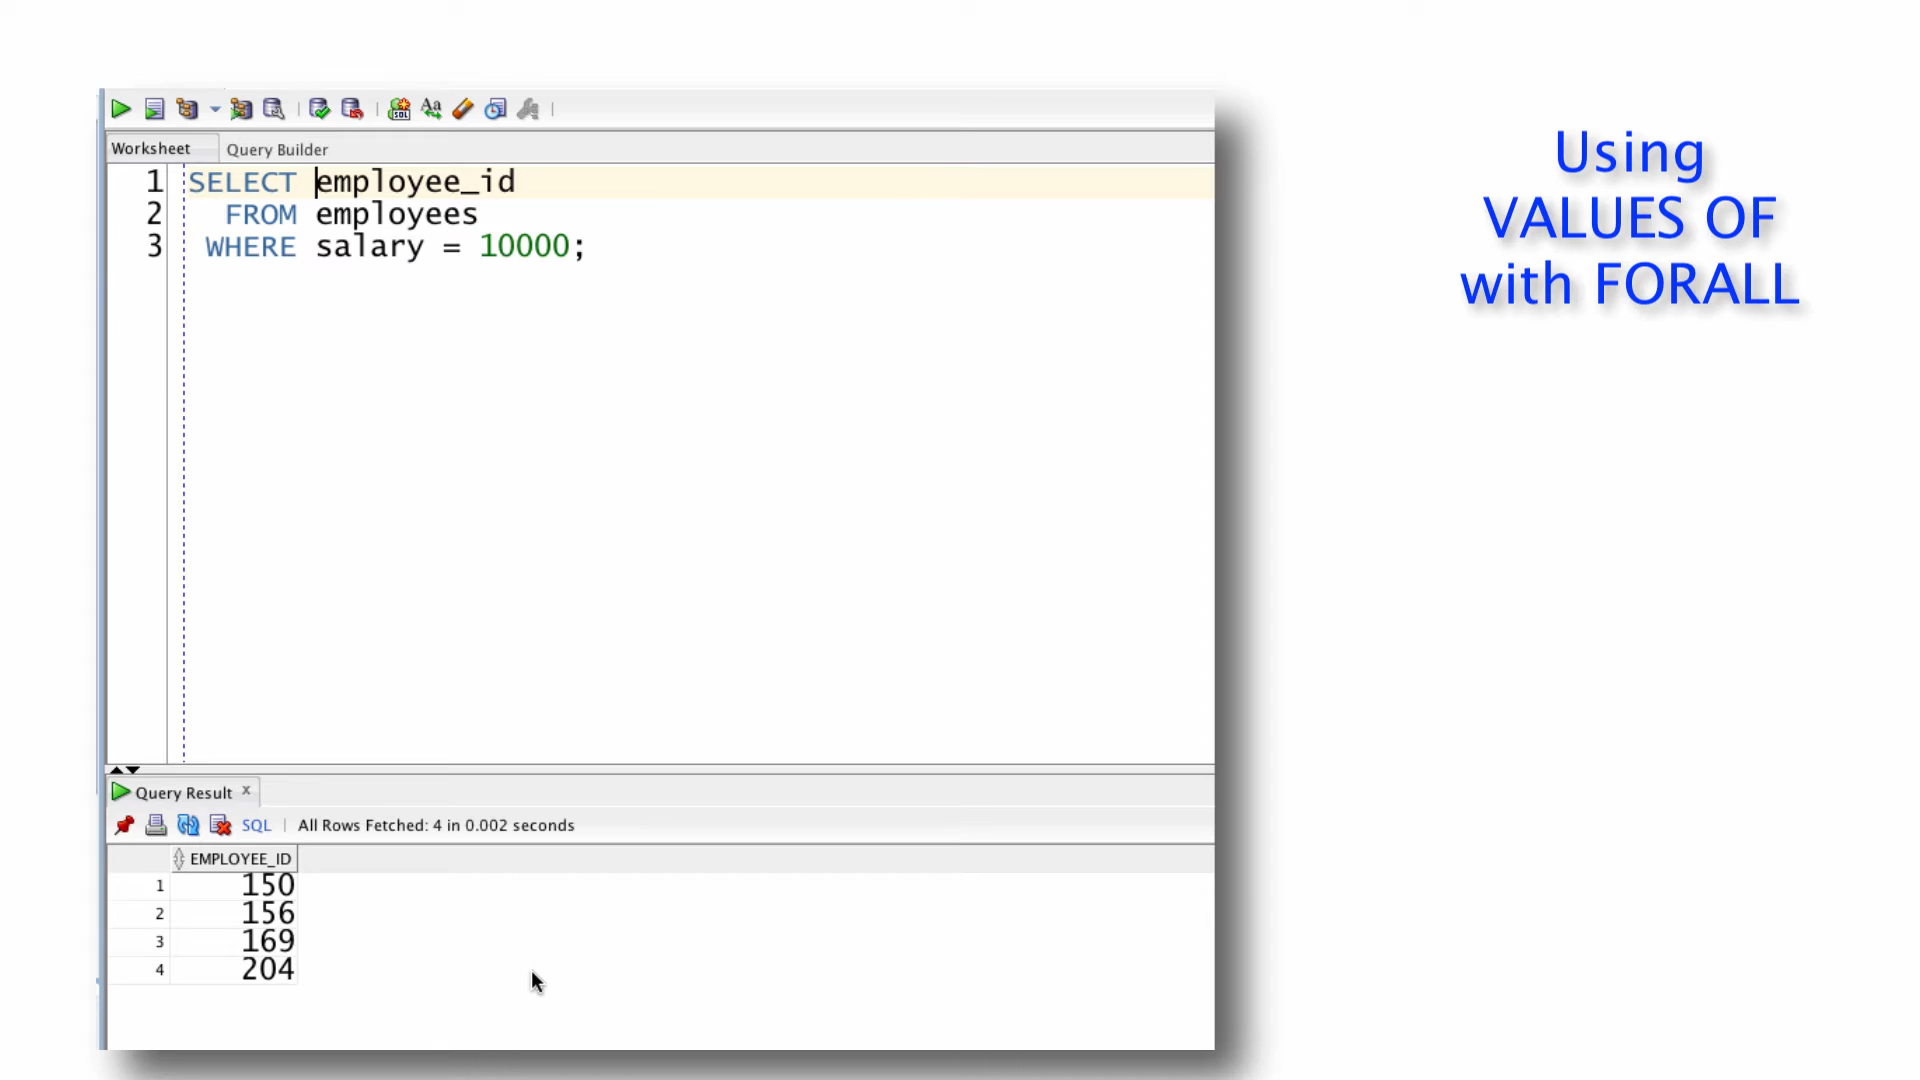 Using
VALUES OF
with FORALL
Worksheet
Query Builder
1 SELECT employee_id
2 FROM employees
3 WHERE salary = 10000;
Query Result x
SQL | All Rows Fetched: 4 in 0.002 seconds
EMPLOYEE_ID
1 150
2 156
3 169
4 204